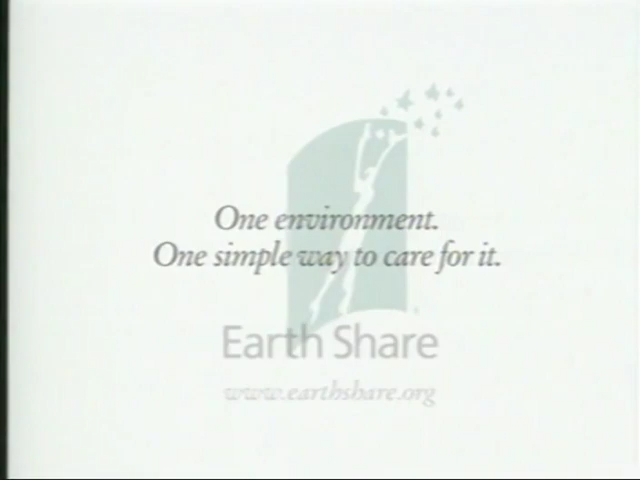 One environment.
One simple way to care for it.
Earth Share
www.earthshare.org